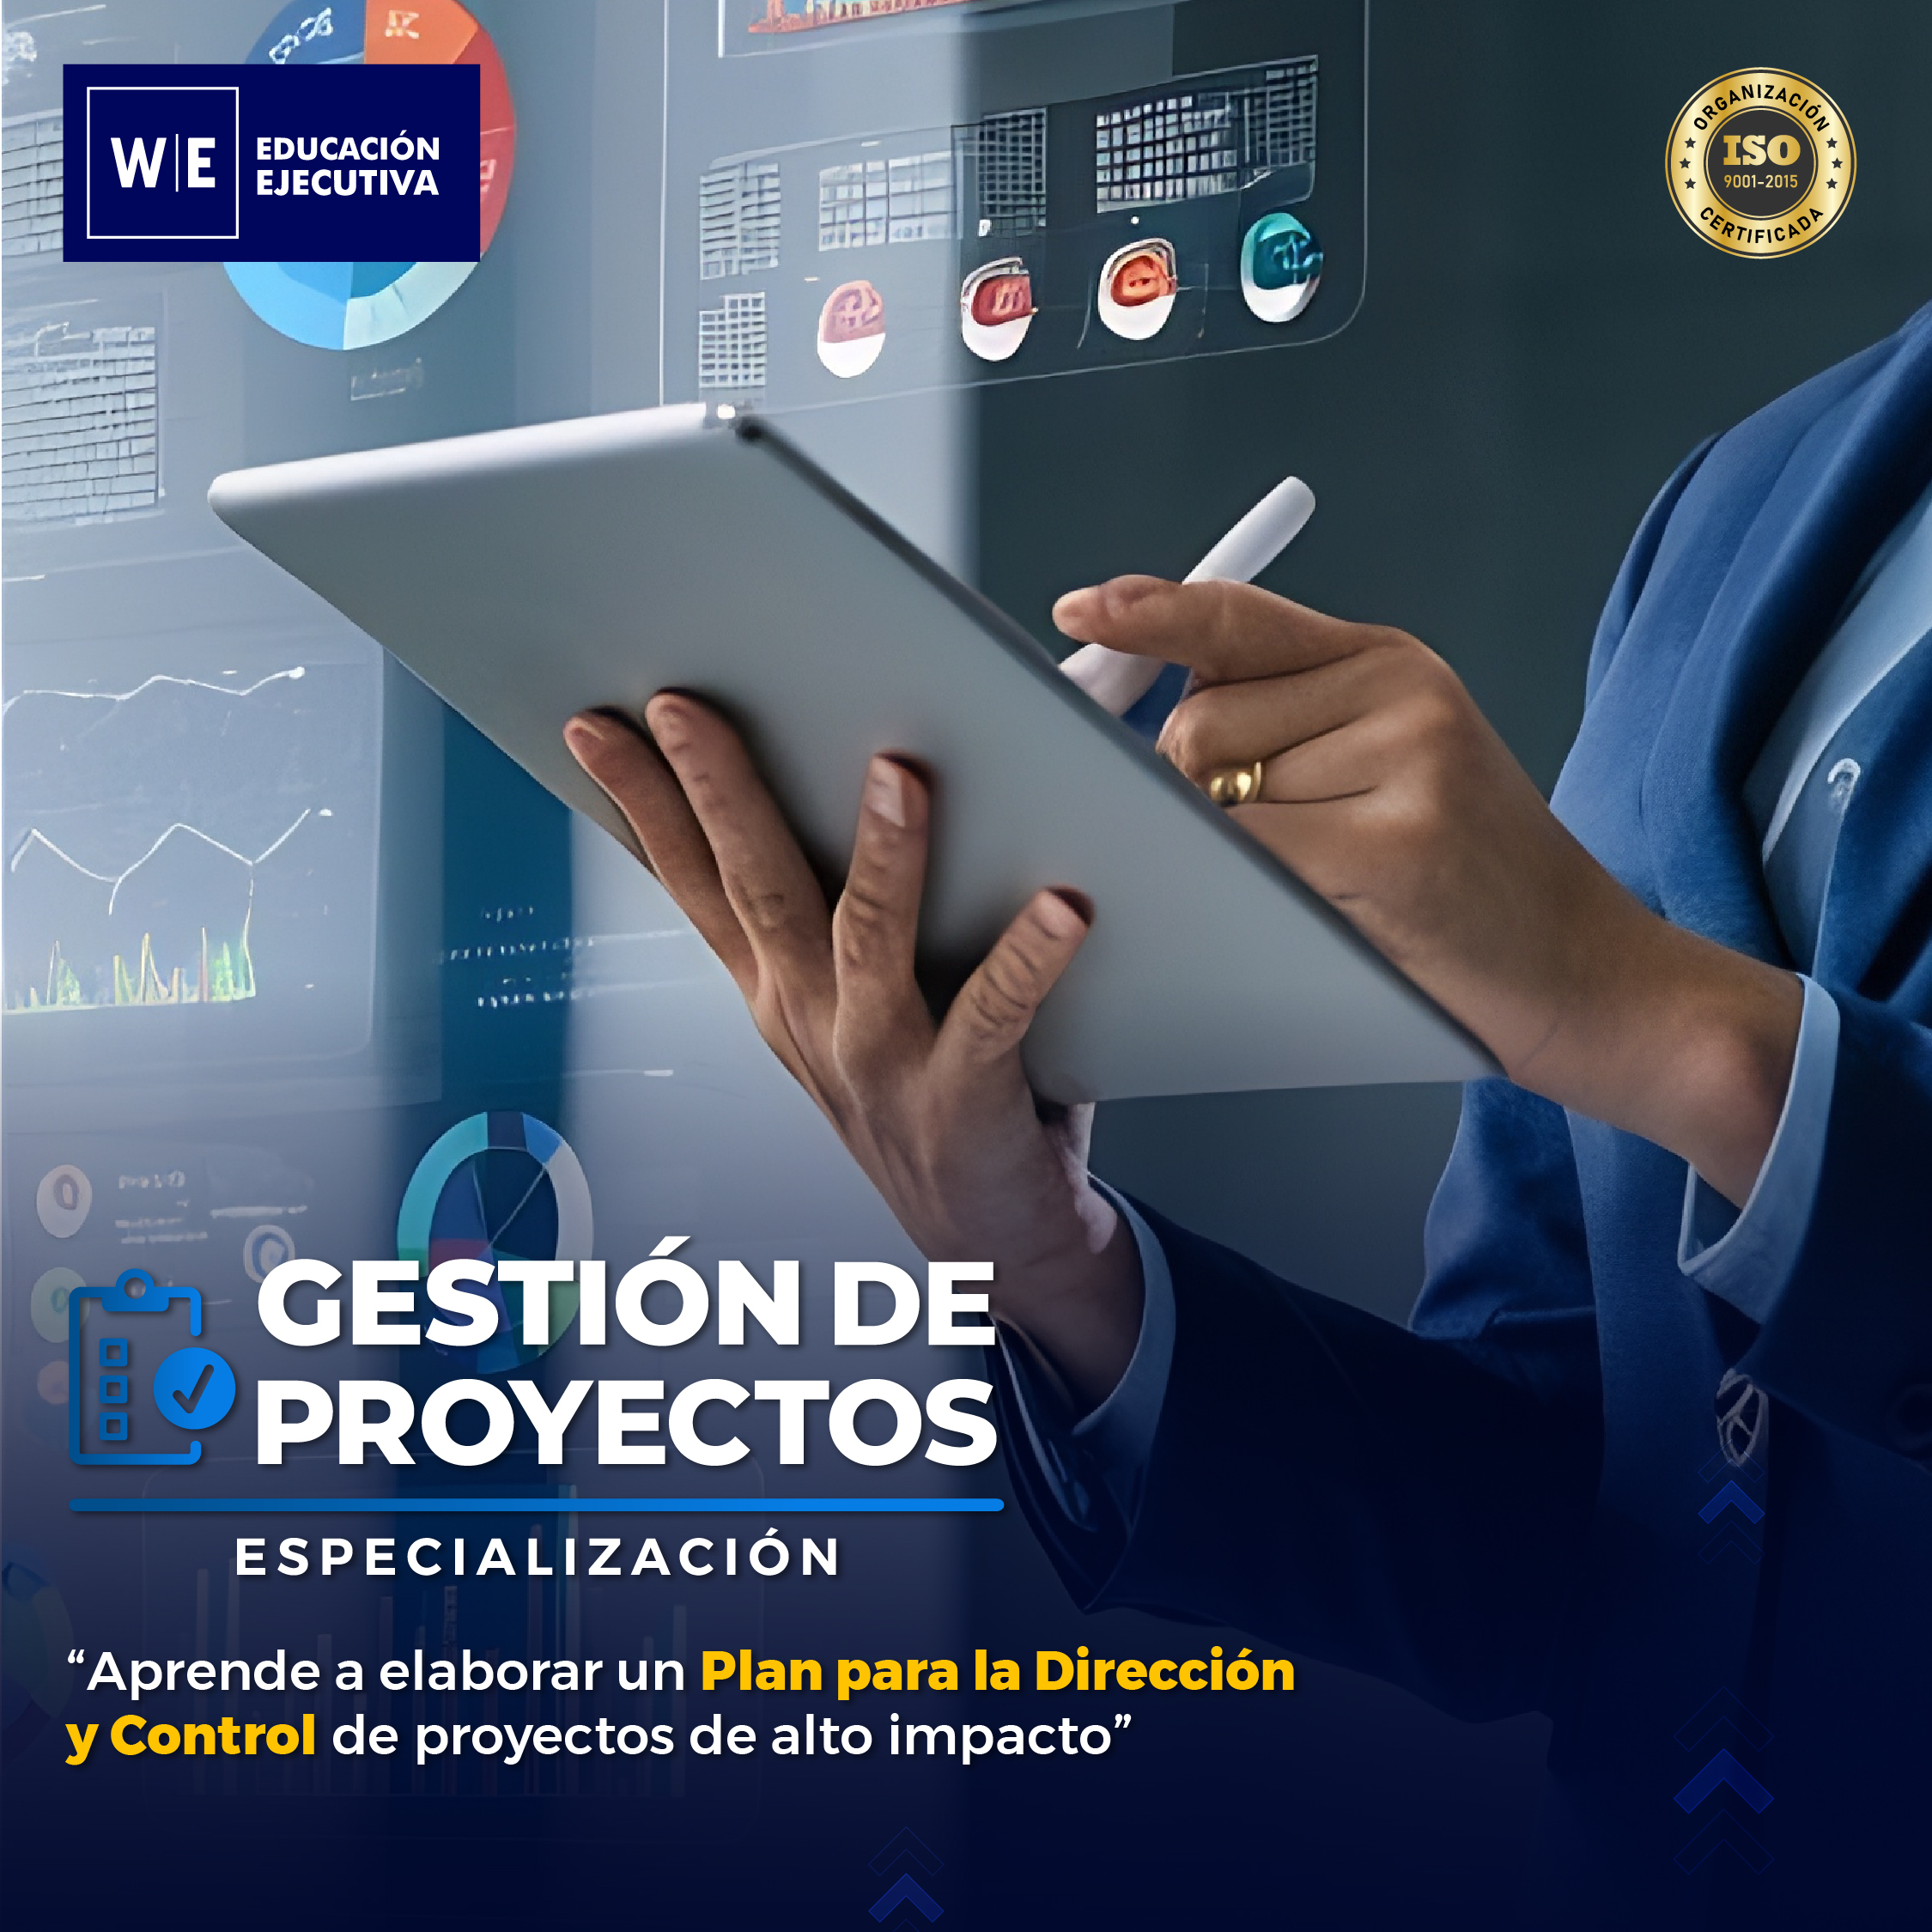 W|E
EDUCACIÓN
EJECUTIVA
ORGANIZACIÓN
ISO
9001-2015
CERTIFICADA
GESTIÓN DE
PROYECTOS
ESPECIALIZACIÓN
“Aprende a elaborar un Plan para la Dirección
y Control de proyectos de alto impacto”